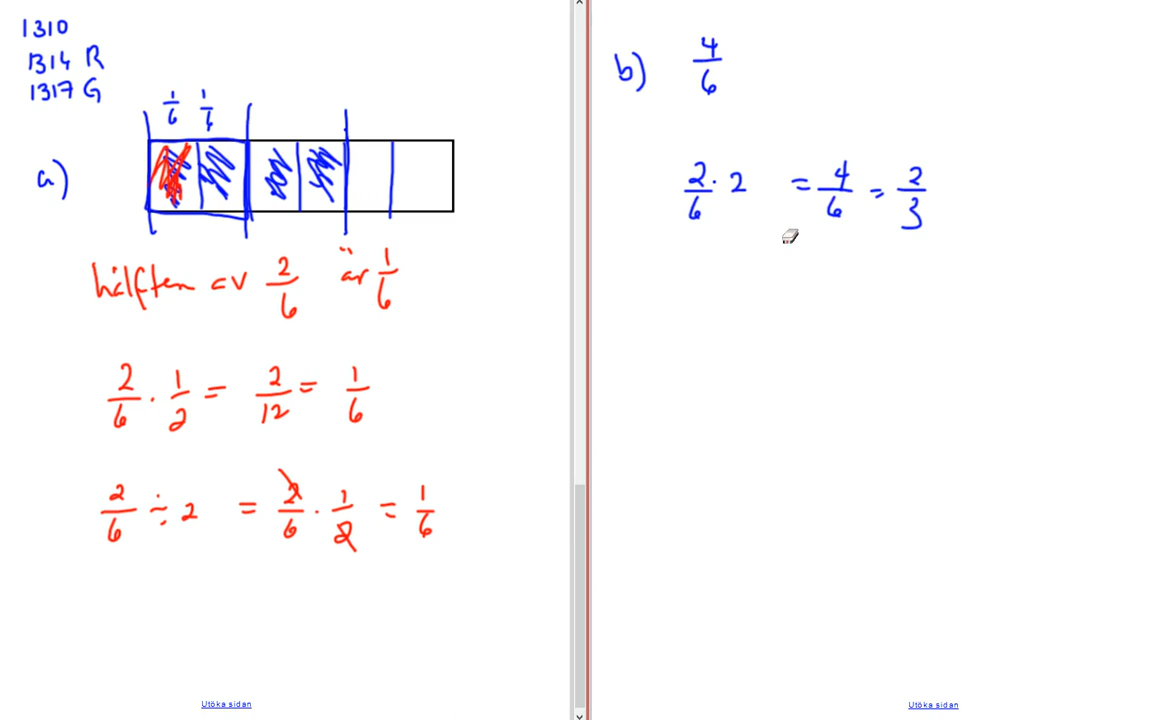 1310
1314 R
1317 G
1/6 1/6
a)
hälften av 2/6 är 1/6
2/6 · 1/2 = 2/12 = 1/6
2/6 ÷ 2 = 2/6 · 1/2 = 1/6
Utöka sidan
b) 4/6
2/6 · 2 = 4/6 = 2/3
Utöka sidan